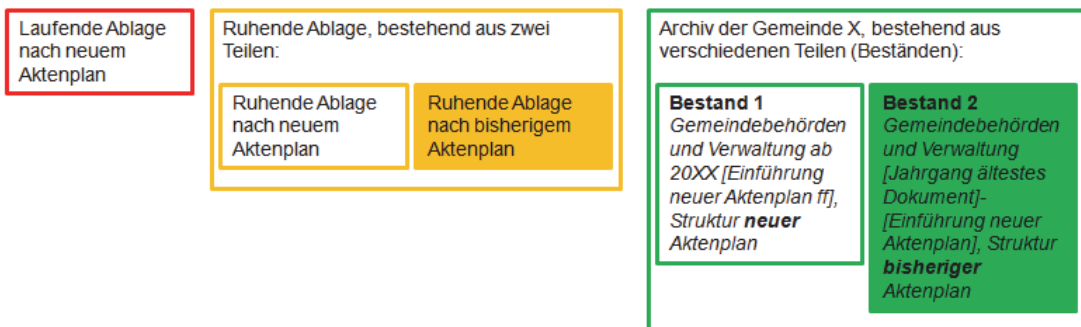 Laufende Ablage
nach neuem
Aktenplan
Ruhende Ablage, bestehend aus zwei
Teilen:
Ruhende Ablage
nach neuem
Aktenplan
Ruhende Ablage
nach bisherigem
Aktenplan
Archiv der Gemeinde X, bestehend aus
verschiedenen Teilen (Beständen):
Bestand 1
Gemeindebehörden
und Verwaltung ab
20XX [Einführung
neuer Aktenplan ff],
Struktur neuer
Aktenplan
Bestand 2
Gemeindebehörden
und Verwaltung
[Jahrgang ältestes
Dokument]-
[Einführung neuer
Aktenplan], Struktur
bisheriger
Aktenplan